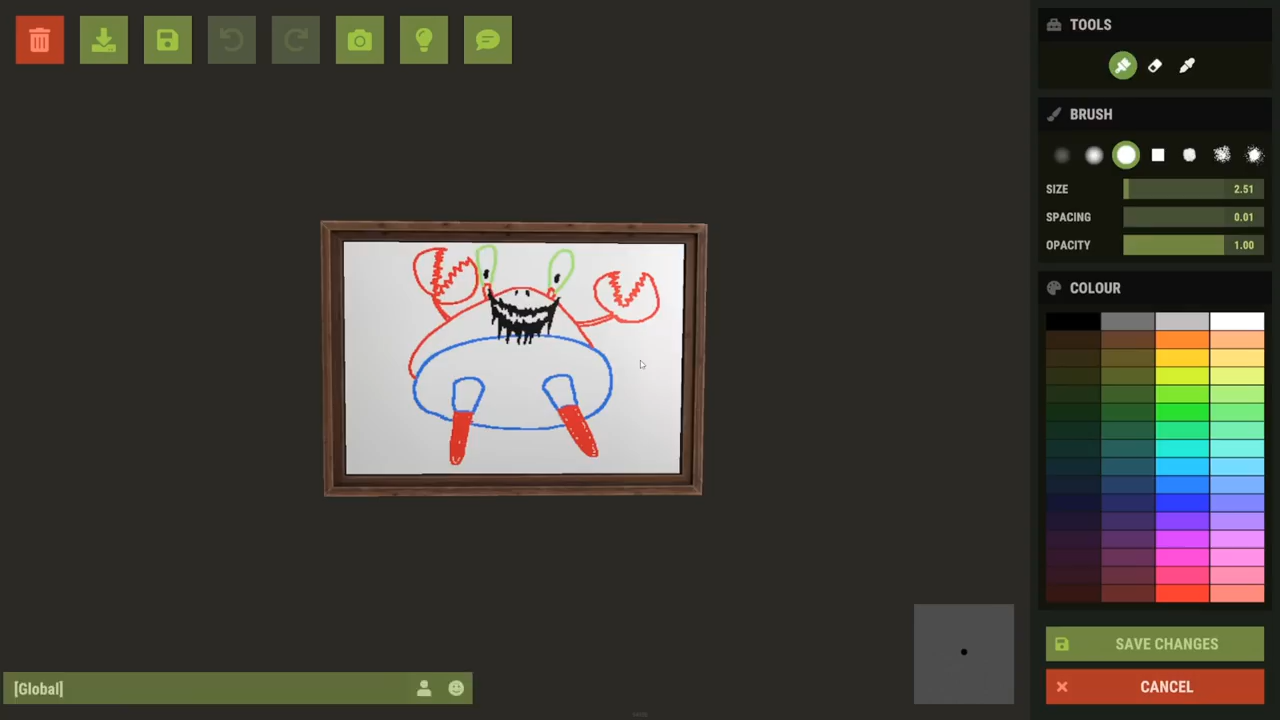 TOOLS
BRUSH
SIZE 2.51
SPACING 0.01
OPACITY 1.00
COLOUR
SAVE CHANGES
CANCEL
[Global]